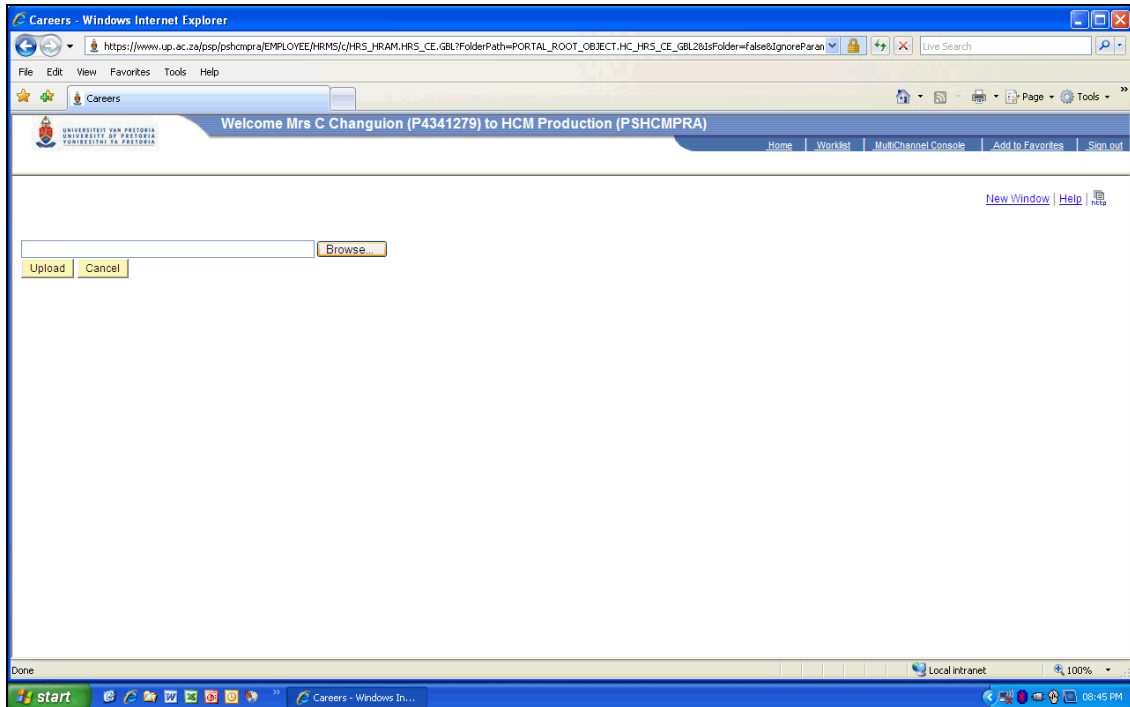 Careers - Windows Internet Explorer
https://www.up.ac.za/psp/pshcmpra/EMPLOYEE/HRMS/c/HRS_HRAM.HRS_CE.GBL?FolderPath=PORTAL_ROOT_OBJECT.HC_HRS_CE_GBL2&IsFolder=false&IgnoreParan Live Search
File Edit View Favorites Tools Help
Careers Page Tools »
UNIVERSITEIT VAN PRETORIA
UNIVERSITY OF PRETORIA
YUNIBESITHI YA PRETORIA
Welcome Mrs C Changuion (P4341279) to HCM Production (PSHCMPRA)
Home | Worklist | MultiChannel Console | Add to Favorites | Sign out
New Window | Help | http
Browse...
Upload Cancel
Done Local intranet 100%
start » Careers - Windows In... 08:45 PM